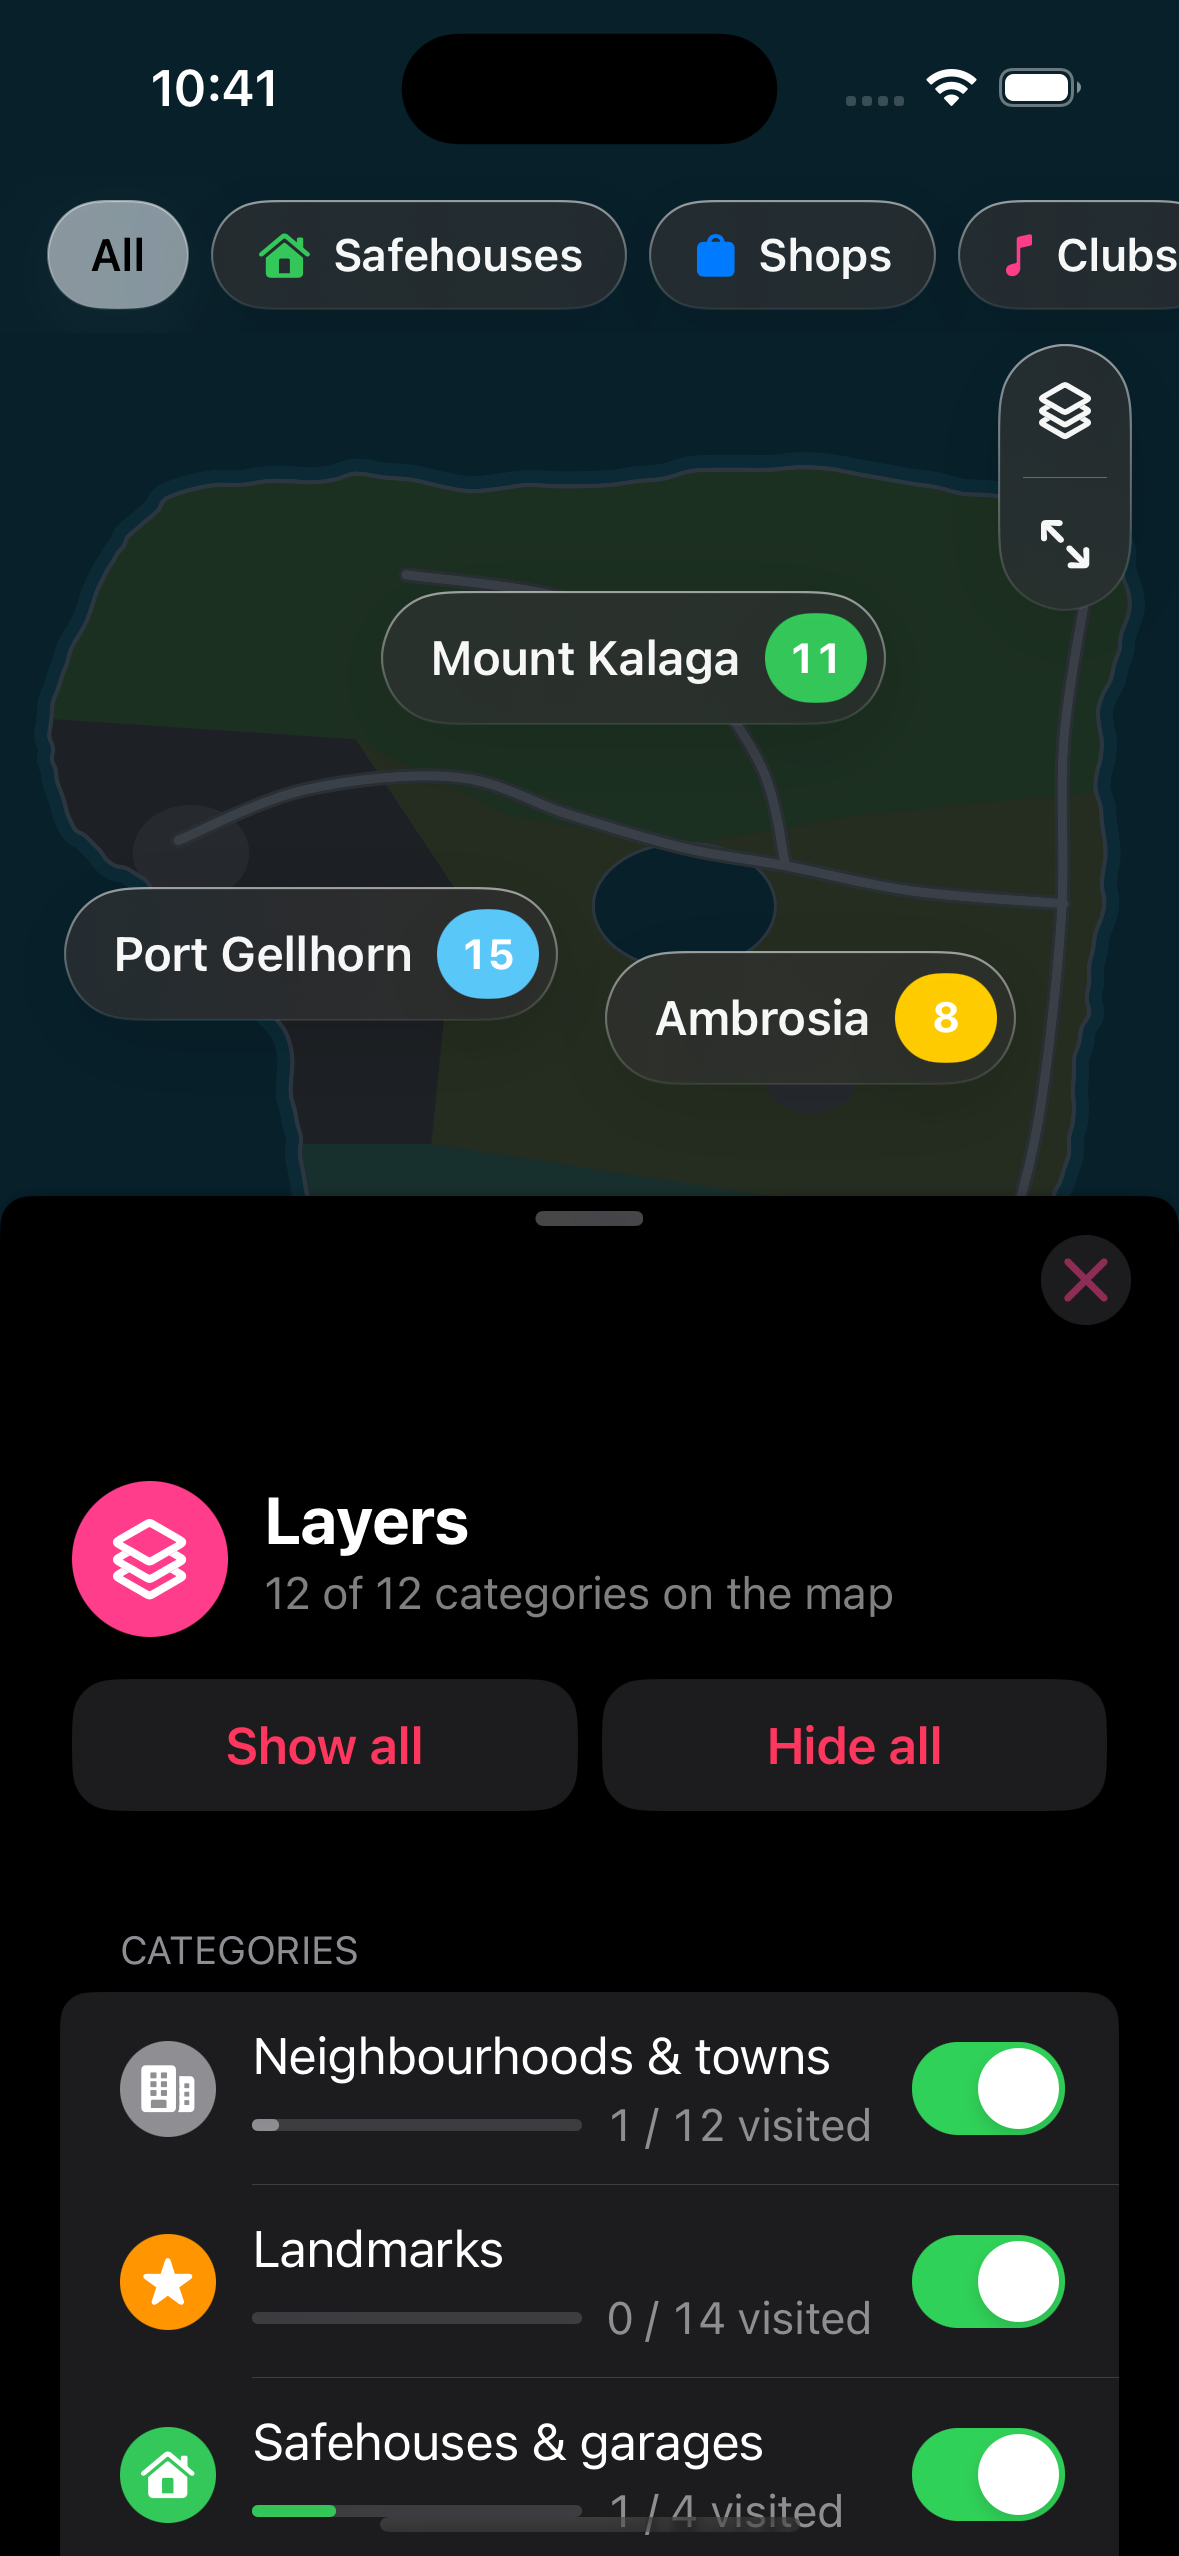 10:41
All
Safehouses
Shops
Clubs
Mount Kalaga 11
Port Gellhorn 15
Ambrosia 8
Layers
12 of 12 categories on the map
Show all
Hide all
CATEGORIES
Neighbourhoods & towns
1 / 12 visited
Landmarks
0 / 14 visited
Safehouses & garages
1 / 4 visited